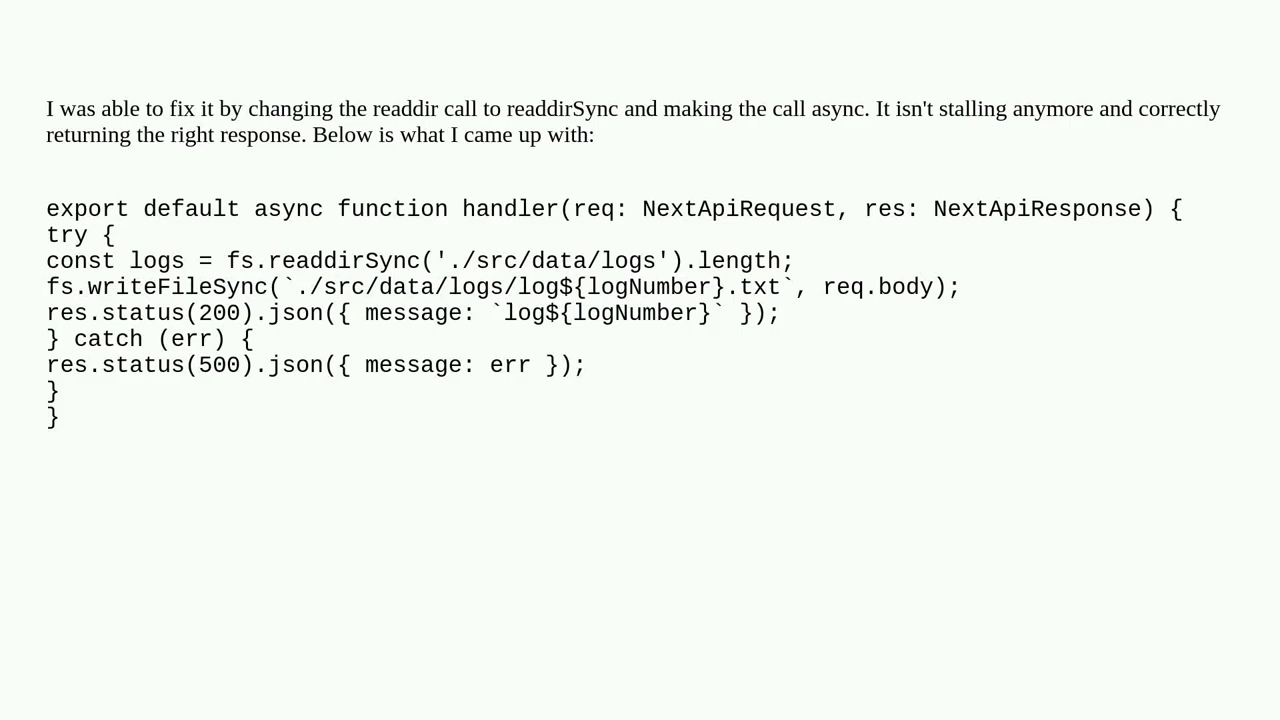 I was able to fix it by changing the readdir call to readdirSync and making the call async. It isn't stalling anymore and correctly
returning the right response. Below is what I came up with:
export default async function handler(req: NextApiRequest, res: NextApiResponse) {
try {
const logs = fs.readdirSync('./src/data/logs').length;
fs.writeFileSync(`./src/data/logs/log${logNumber}.txt`, req.body);
res.status(200).json({ message: `log${logNumber}` });
} catch (err) {
res.status(500).json({ message: err });
}
}